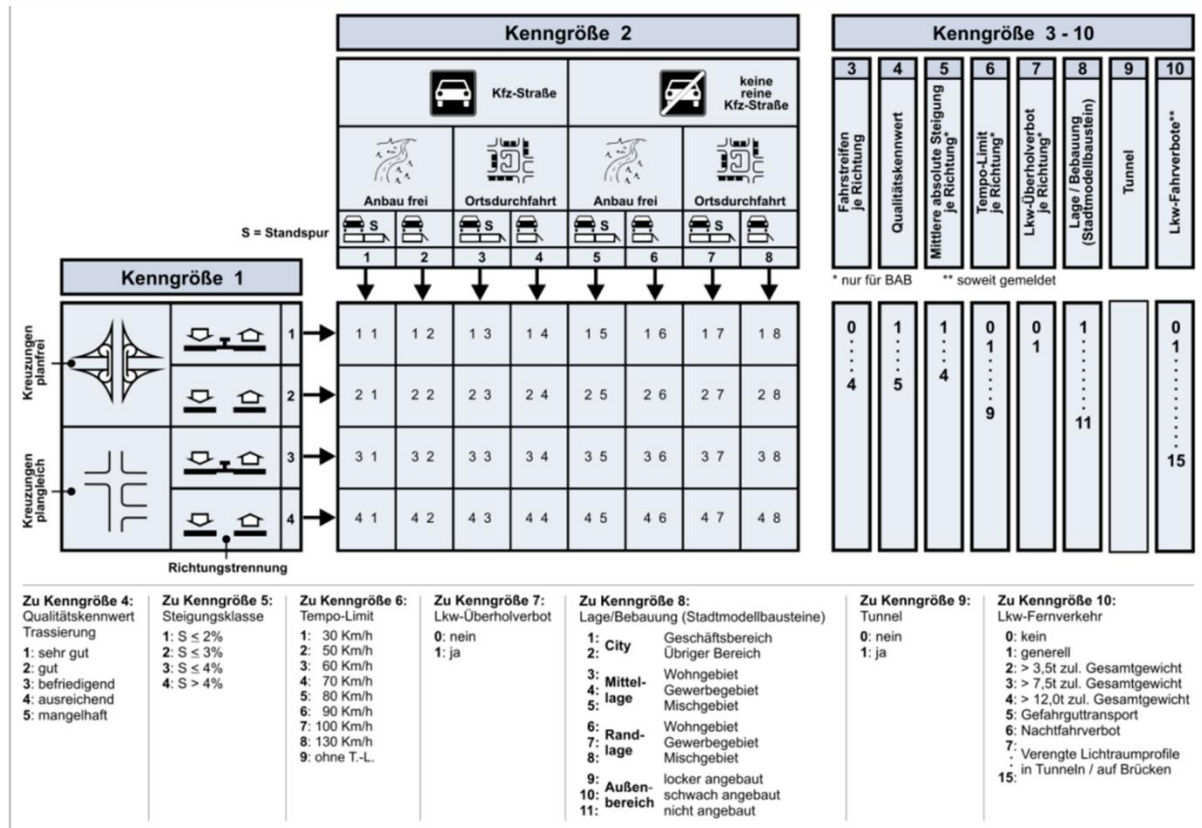 Kenngröße 2
Kenngröße 3 - 10
Kfz-Straße
keine
reine
Kfz-Straße
3 4 5 6 7 8 9 10
Fahrstreifen
je Richtung
Qualitätskennwert
Mittlere absolute Steigung
je Richtung*
Tempo-Limit
je Richtung*
Lkw-Überholverbot
je Richtung*
Lage / Bebauung
(Stadtmodellbaustein)
Tunnel
Lkw-Fahrverbote**
Anbau frei Ortsdurchfahrt Anbau frei Ortsdurchfahrt
S = Standspur
S S S S
1 2 3 4 5 6 7 8
* nur für BAB ** soweit gemeldet
Kenngröße 1
Kreuzungen
planfrei
Kreuzungen
plangleich
1 1 1 1 2 1 3 1 4 1 5 1 6 1 7 1 8
2 2 1 2 2 2 3 2 4 2 5 2 6 2 7 2 8
3 3 1 3 2 3 3 3 4 3 5 3 6 3 7 3 8
4 4 1 4 2 4 3 4 4 4 5 4 6 4 7 4 8
0 1 1 0 0 1 0
1 1 1
4 5 4 9 11 15
Richtungstrennung
Zu Kenngröße 4:
Qualitätskennwert
Trassierung
1: sehr gut
2: gut
3: befriedigend
4: ausreichend
5: mangelhaft
Zu Kenngröße 5:
Steigungsklasse
1: S ≤ 2%
2: S ≤ 3%
3: S ≤ 4%
4: S > 4%
Zu Kenngröße 6:
Tempo-Limit
1: 30 Km/h
2: 50 Km/h
3: 60 Km/h
4: 70 Km/h
5: 80 Km/h
6: 90 Km/h
7: 100 Km/h
8: 130 Km/h
9: ohne T.-L.
Zu Kenngröße 7:
Lkw-Überholverbot
0: nein
1: ja
Zu Kenngröße 8:
Lage/Bebauung (Stadtmodellbausteine)
1: City Geschäftsbereich
2: Übriger Bereich
3: Mittel- Wohngebiet
4: lage Gewerbegebiet
5: Mischgebiet
6: Rand- Wohngebiet
7: lage Gewerbegebiet
8: Mischgebiet
9: Außen- locker angebaut
10: bereich schwach angebaut
11: nicht angebaut
Zu Kenngröße 9:
Tunnel
0: nein
1: ja
Zu Kenngröße 10:
Lkw-Fernverkehr
0: kein
1: generell
2: > 3,5t zul. Gesamtgewicht
3: > 7,5t zul. Gesamtgewicht
4: > 12,0t zul. Gesamtgewicht
5: Gefahrguttransport
6: Nachtfahrverbot
7:
. Verengte Lichtraumprofile
. in Tunneln / auf Brücken
15: